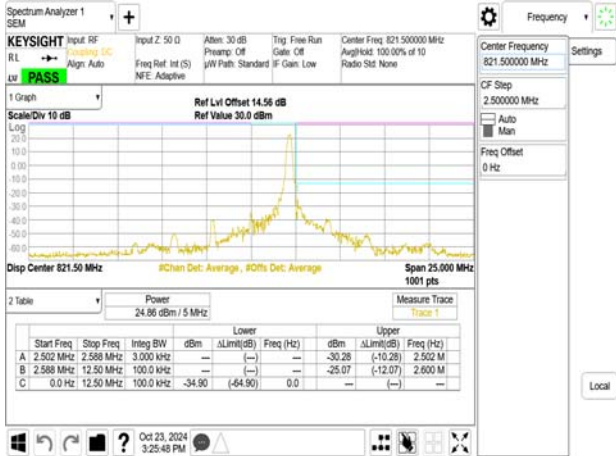 Spectrum Analyzer 1
SEM
Frequency
KEYSIGHT Input: RF Input Z: 50 Ω Atten: 30 dB Trig: Free Run Center Freq: 821.500000 MHz
RL Coupling: DC Preamp: Off Gate: Off Avg|Hold: 100.00% of 10
Align: Auto Freq Ref: Int (S) µW Path: Standard IF Gain: Low Radio Std: None
NFE: Adaptive
PASS
Center Frequency
821.500000 MHz
Settings
CF Step
2.500000 MHz
Auto
Man
Freq Offset
0 Hz
1 Graph
Ref Lvl Offset 14.56 dB
Scale/Div 10 dB Ref Value 30.0 dBm
Log
20.0
10.0
0.00
-10.0
-20.0
-30.0
-40.0
-50.0
-60.0
Disp Center 821.50 MHz #Chan Det: Average , #Offs Det: Average Span 25.000 MHz
1001 pts
2 Table Power Measure Trace
24.86 dBm / 5 MHz Trace 1
Lower Upper
Start Freq Stop Freq Integ BW dBm ΔLimit(dB) Freq (Hz) dBm ΔLimit(dB) Freq (Hz)
A 2.502 MHz 2.588 MHz 3.000 kHz --- (---) --- -30.28 (-10.28) 2.502 M
B 2.588 MHz 12.50 MHz 100.0 kHz --- (---) --- -25.07 (-12.07) 2.600 M
C 0.0 Hz 12.50 MHz 100.0 kHz -34.90 (-64.90) 0.0 --- (---) ---
Local
Oct 23, 2024
3:25:48 PM